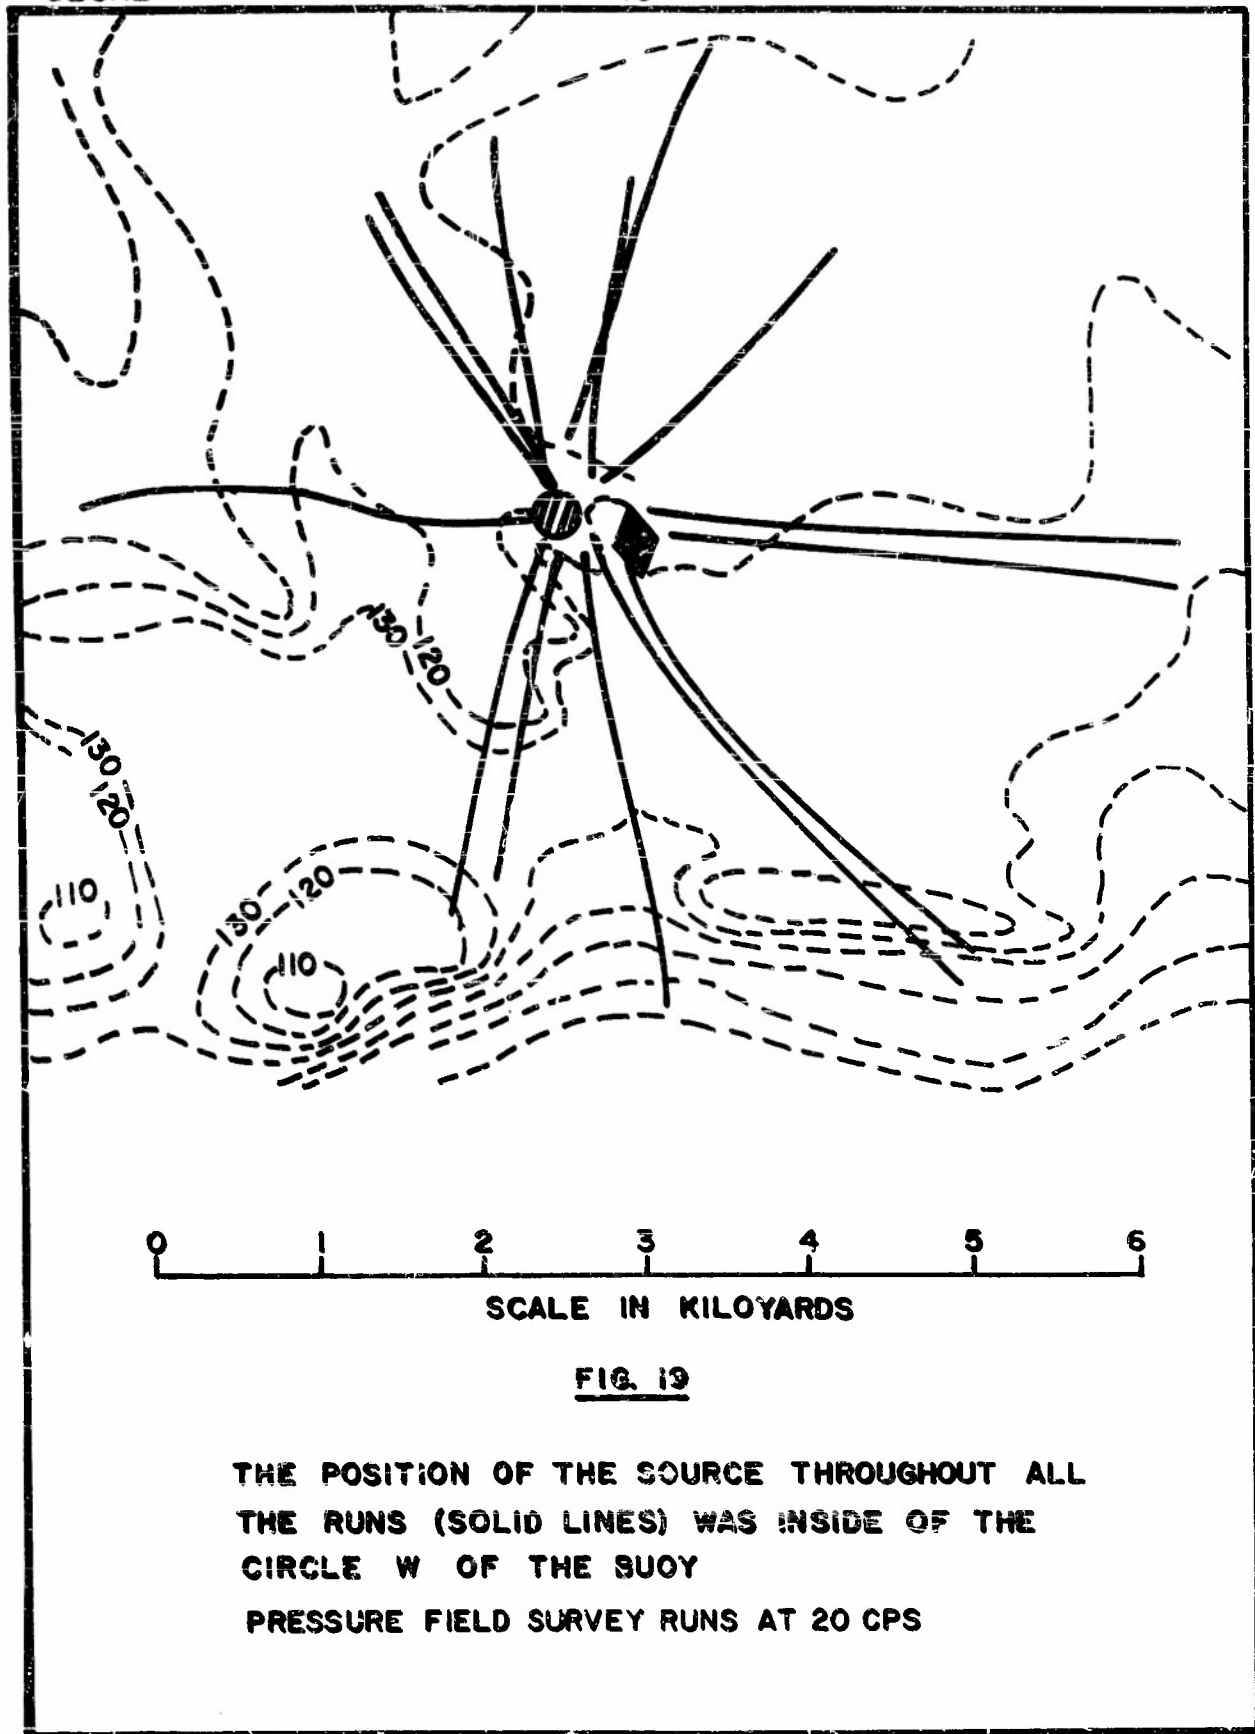 130
120
130
120
110
130
120
110
0 1 2 3 4 5 6
SCALE IN KILOYARDS
FIG. 19
THE POSITION OF THE SOURCE THROUGHOUT ALL
THE RUNS (SOLID LINES) WAS INSIDE OF THE
CIRCLE W OF THE BUOY
PRESSURE FIELD SURVEY RUNS AT 20 CPS